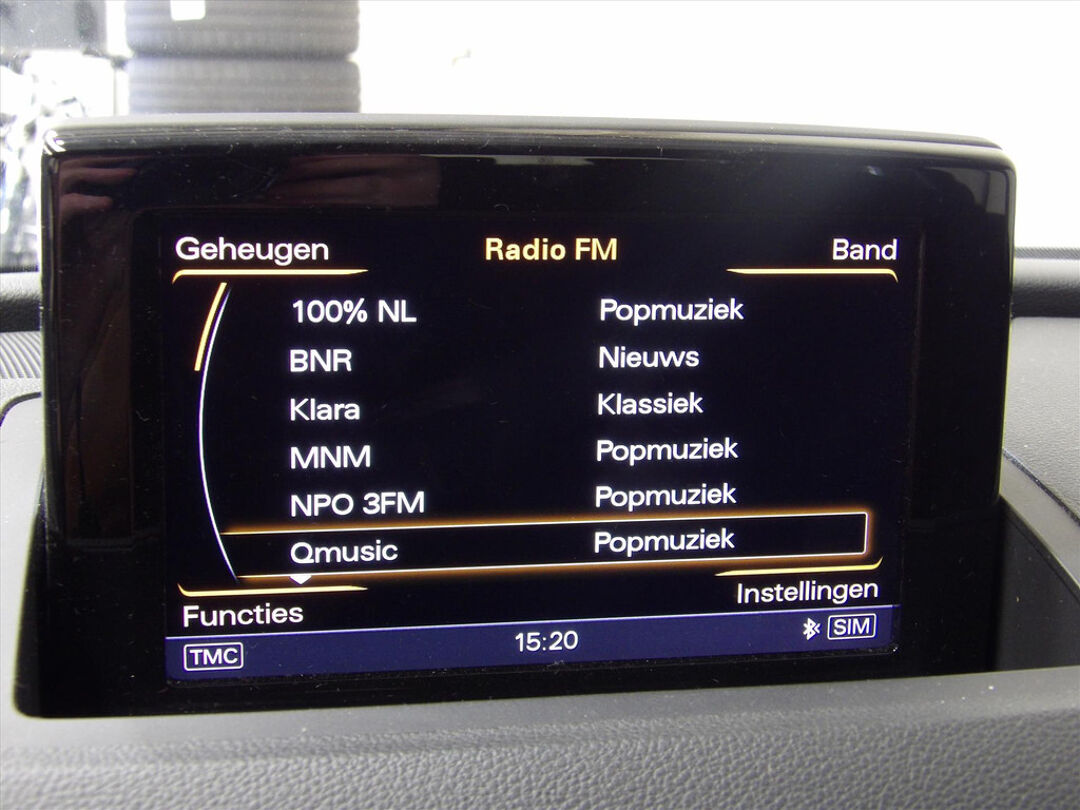 Geheugen Radio FM Band
100% NL Popmuziek
BNR Nieuws
Klara Klassiek
MNM Popmuziek
NPO 3FM Popmuziek
Qmusic Popmuziek
Functies Instellingen
TMC 15:20 SIM